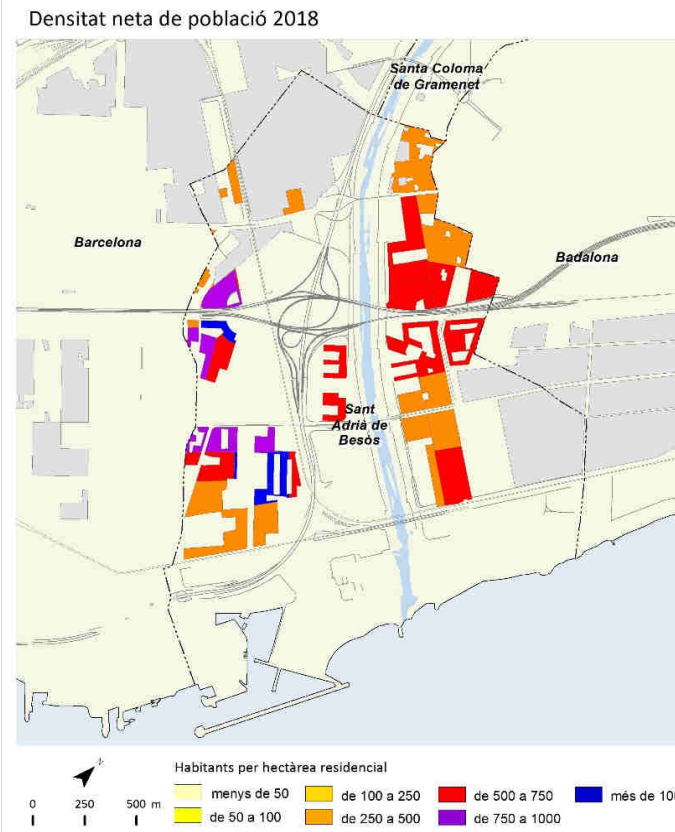 Densitat neta de població 2018
Santa Coloma
de Gramenet
Barcelona
Badalona
Sant
Adrià de
Besòs
N
Habitants per hectàrea residencial
menys de 50
de 100 a 250
de 500 a 750
més de 10
de 50 a 100
de 250 a 500
de 750 a 1000
0 250 500 m